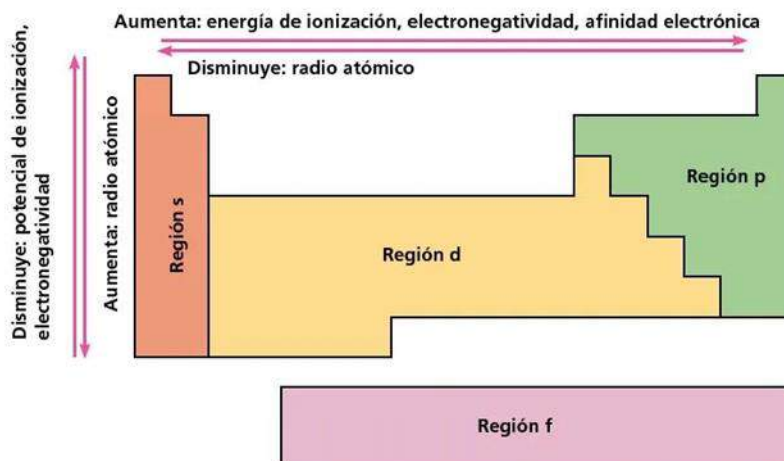 Aumenta: energía de ionización, electronegatividad, afinidad electrónica
Disminuye: radio atómico
Disminuye: potencial de ionización,
electronegatividad
Aumenta: radio atómico
Región s
Región d
Región p
Región f